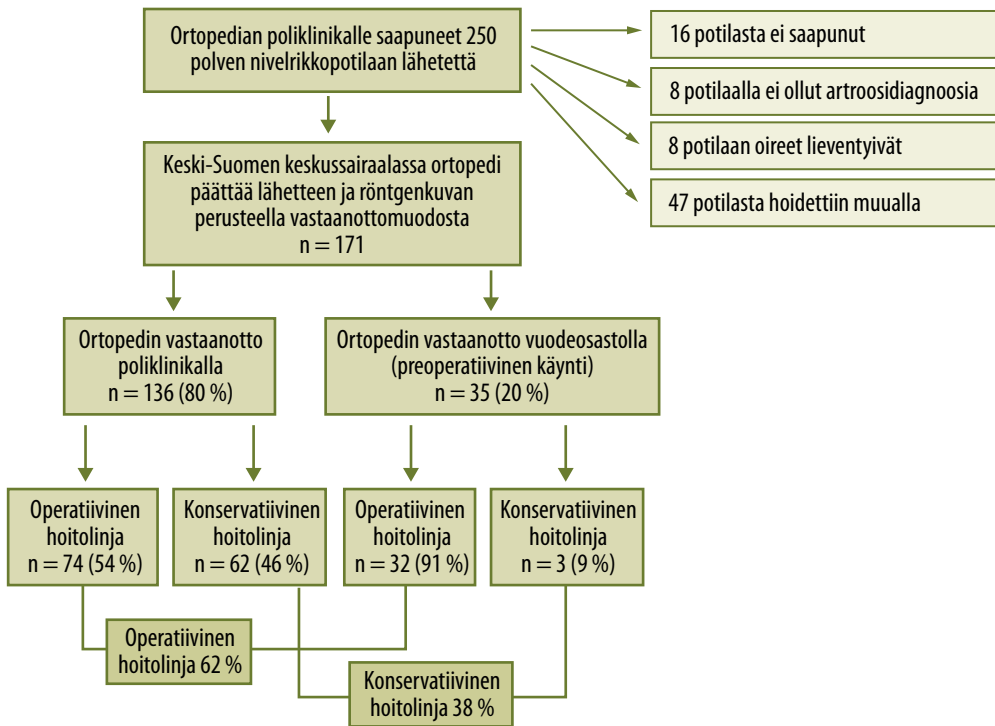 Ortopedian poliklinikalle saapuneet 250
polven nivelrikkopotilaan lähetettä
16 potilasta ei saapunut
8 potilaalla ei ollut artroosidiagnoosia
8 potilaan oireet lieventyivät
47 potilasta hoidettiin muualla
Keski-Suomen keskussairaalassa ortopedi
päättää lähetteen ja röntgenkuvan
perusteella vastaanottomuodosta
n = 171
Ortopedin vastaanotto
poliklinikalla
n = 136 (80 %)
Ortopedin vastaanotto vuodeosastolla
(preoperatiivinen käynti)
n = 35 (20 %)
Operatiivinen
hoitolinja
n = 74 (54 %)
Konservatiivinen
hoitolinja
n = 62 (46 %)
Operatiivinen
hoitolinja
n = 32 (91 %)
Konservatiivinen
hoitolinja
n = 3 (9 %)
Operatiivinen
hoitolinja 62 %
Konservatiivinen
hoitolinja 38 %